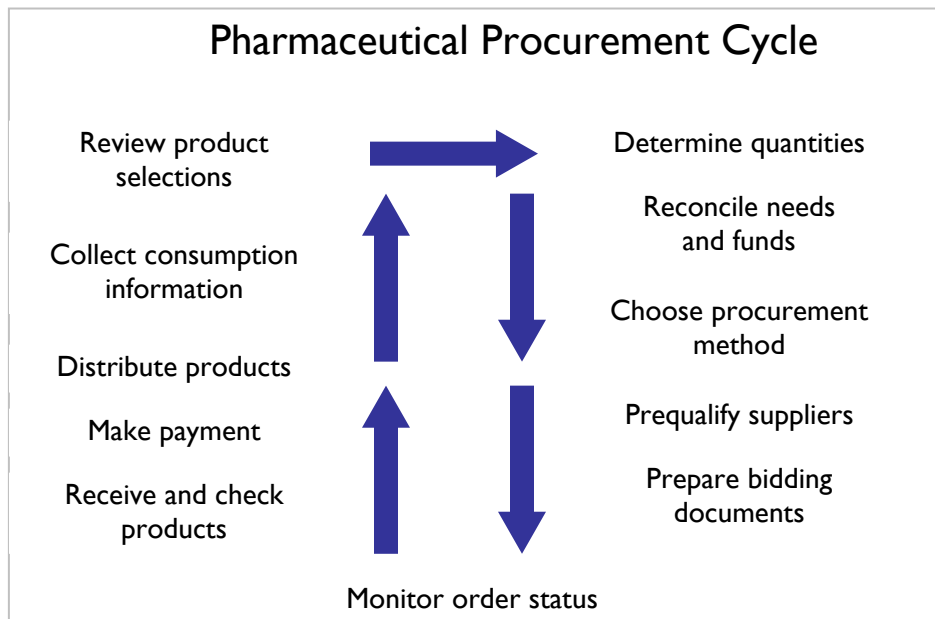 Pharmaceutical Procurement Cycle
Review product
selections
Determine quantities
Reconcile needs
and funds
Collect consumption
information
Choose procurement
method
Distribute products
Prequalify suppliers
Make payment
Prepare bidding
documents
Receive and check
products
Monitor order status